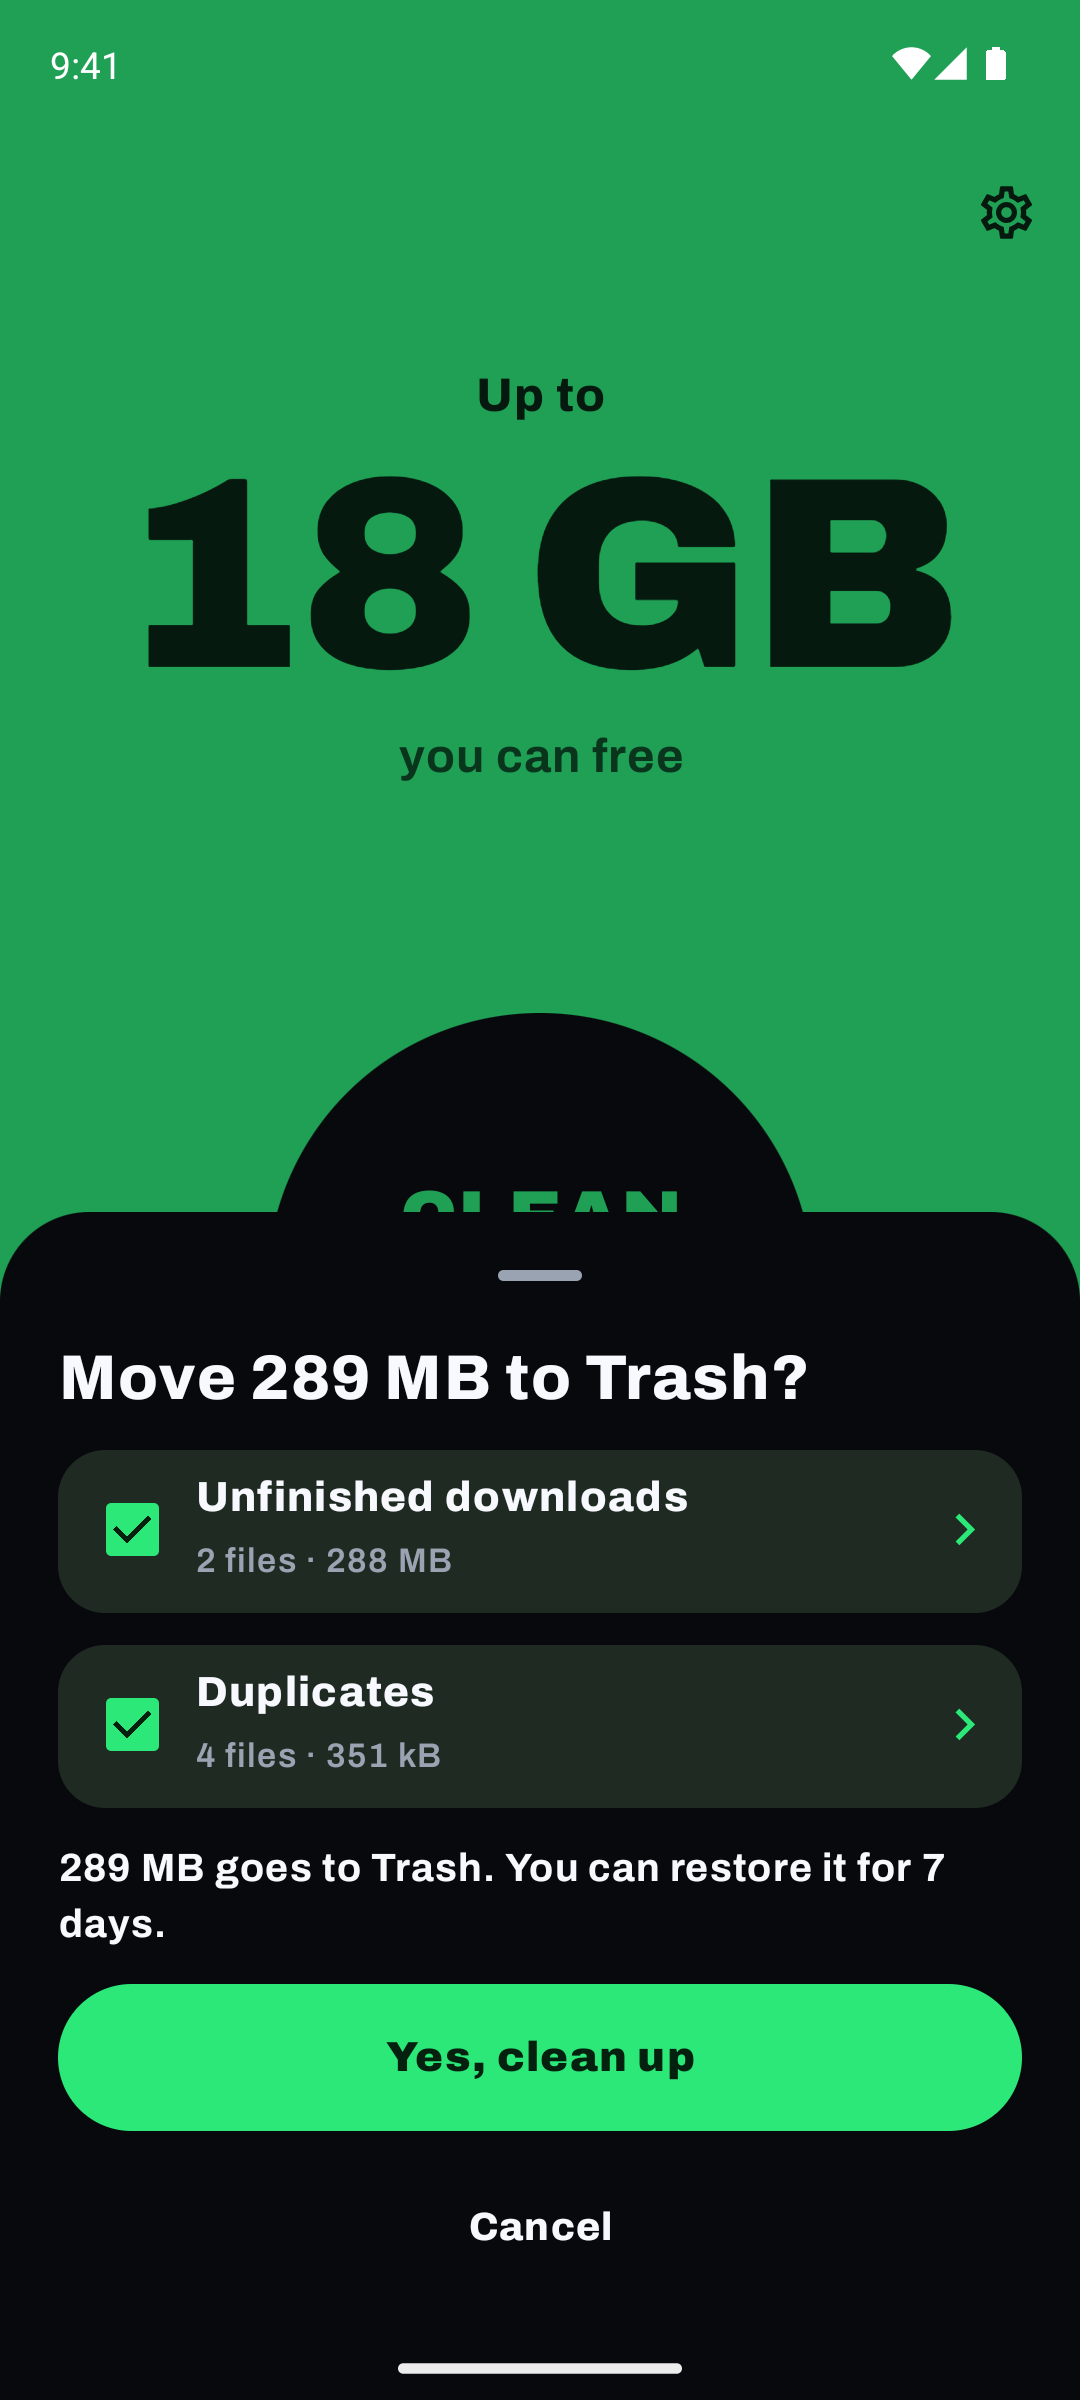 9:41
Up to
18 GB
you can free
CLEAN
Move 289 MB to Trash?
Unfinished downloads
2 files · 288 MB
Duplicates
4 files · 351 kB
289 MB goes to Trash. You can restore it for 7
days.
Yes, clean up
Cancel